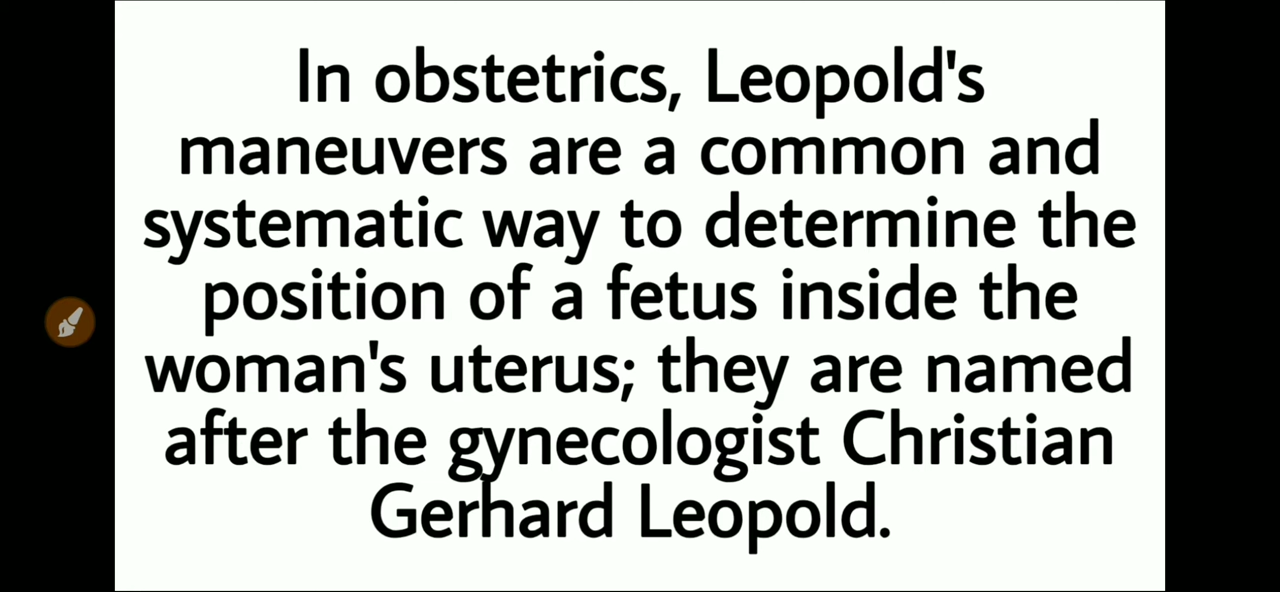 In obstetrics, Leopold's
maneuvers are a common and
systematic way to determine the
position of a fetus inside the
woman's uterus; they are named
after the gynecologist Christian
Gerhard Leopold.